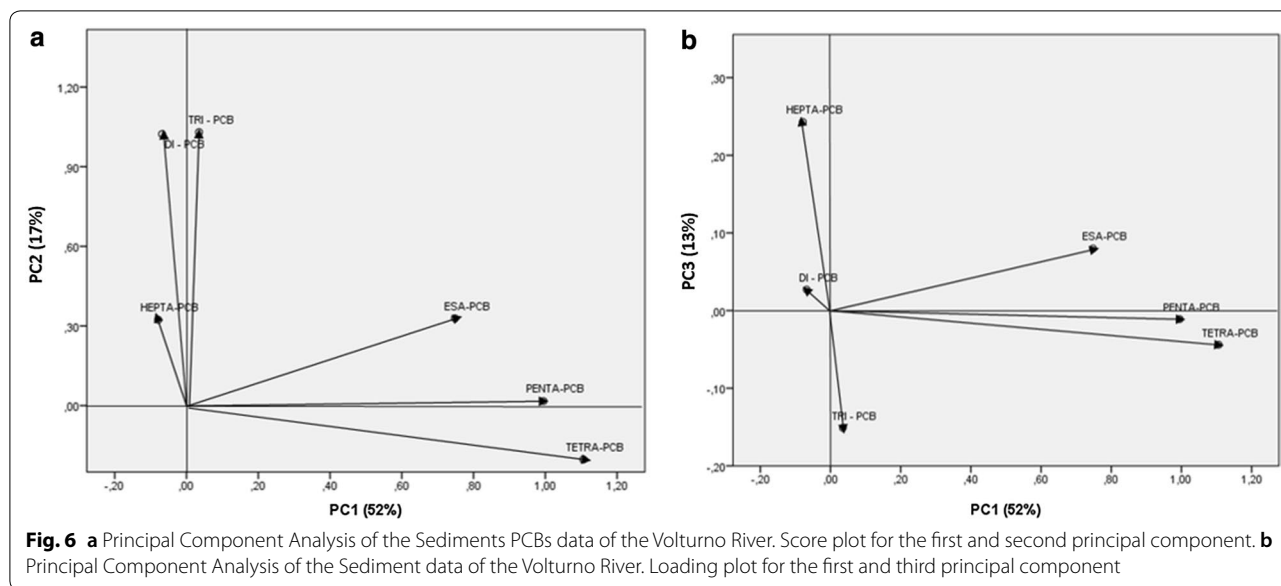 a
1,20
,90
,60
,30
,00
PC2 (17%)
TRI - PCB
DI - PCB
HEPTA-PCB
ESA-PCB
PENTA-PCB
TETRA-PCB
-,20 ,00 ,20 ,40 ,60 ,80 1,00 1,20
PC1 (52%)
b
,30
,20
,10
,00
-,10
-,20
PC3 (13%)
HEPTA-PCB
ESA-PCB
DI - PCB
PENTA-PCB
TETRA-PCB
TRI - PCB
-,20 ,00 ,20 ,40 ,60 ,80 1,00 1,20
PC1 (52%)
Fig. 6 a Principal Component Analysis of the Sediments PCBs data of the Volturno River. Score plot for the first and second principal component. b
Principal Component Analysis of the Sediment data of the Volturno River. Loading plot for the first and third principal component